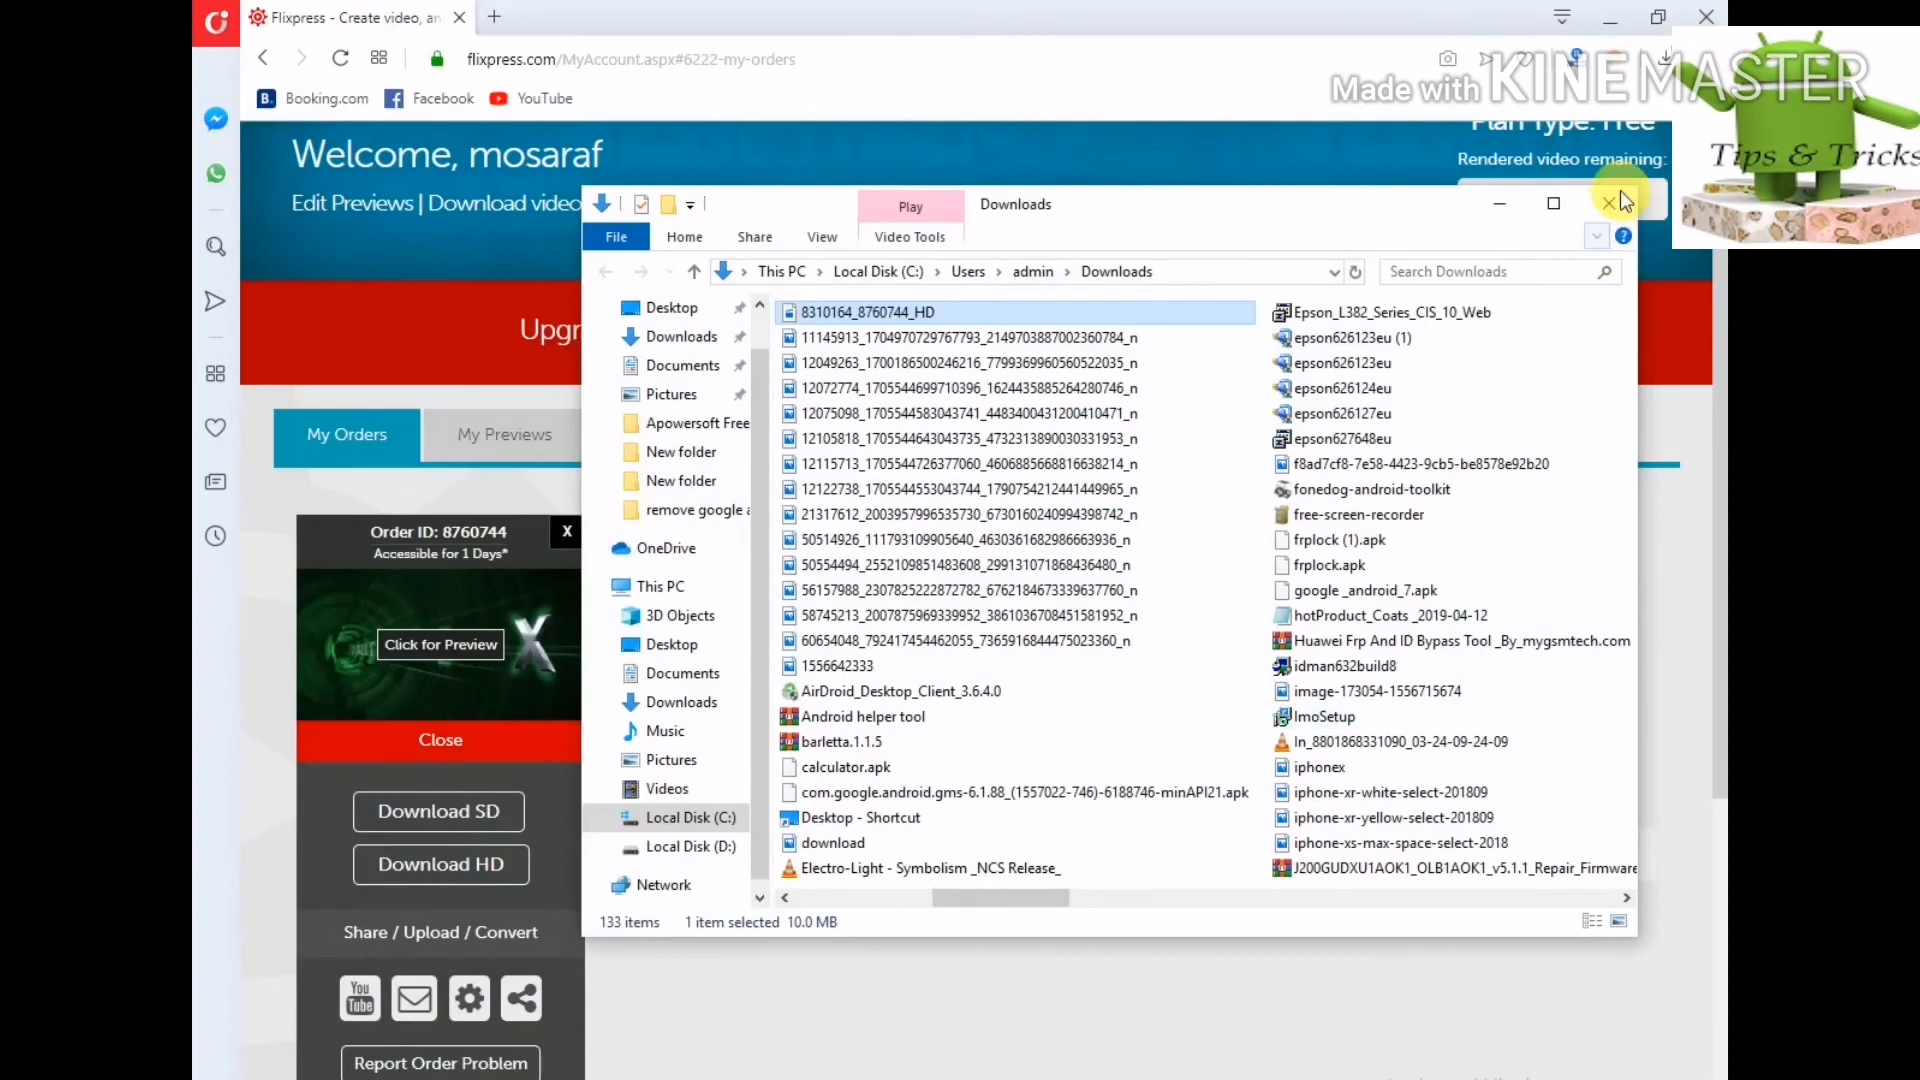 Flixpress - Create video, an
flixpress.com/MyAccount.aspx#6222-my-orders
Made with KINEMASTER
B. Booking.com Facebook YouTube
Plan Type: Free
Welcome, mosaraf
Rendered video remaining:
Tips & Tricks
Edit Previews | Download video
Play Downloads
File Home Share View Video Tools
This PC Local Disk (C:) Users admin Downloads
Search Downloads
Upgr
My Orders My Previews
Order ID: 8760744 X
Accessible for 1 Days*
Click for Preview
X
Close
Download SD
Download HD
Share / Upload / Convert
You
Tube
Report Order Problem
Desktop
Downloads
Documents
Pictures
Apowersoft Free
New folder
New folder
remove google a
OneDrive
This PC
3D Objects
Desktop
Documents
Downloads
Music
Pictures
Videos
Local Disk (C:)
Local Disk (D:)
Network
8310164_8760744_HD
11145913_1704970729767793_2149703887002360784_n
12049263_1700186500246216_7799369960560522035_n
12072774_1705544699710396_1624435885264280746_n
12075098_1705544583043741_4483400431200410471_n
12105818_1705544643043735_4732313890030331953_n
12115713_1705544726377060_4606885668816638214_n
12122738_1705544553043744_1790754212441449965_n
21317612_2003957996535730_6730160240994398742_n
50514926_111793109905640_4630361682986663936_n
50554494_2552109851483608_299131071868436480_n
56157988_2307825222872782_6762184673339637760_n
58745213_2007875969339952_3861036708451581952_n
60654048_792417454462055_7365916844475023360_n
1556642333
AirDroid_Desktop_Client_3.6.4.0
Android helper tool
barletta.1.1.5
calculator.apk
com.google.android.gms-6.1.88_(1557022-746)-6188746-minAPI21.apk
Desktop - Shortcut
download
Electro-Light - Symbolism _NCS Release_
Epson_L382_Series_CIS_10_Web
epson626123eu (1)
epson626123eu
epson626124eu
epson626127eu
epson627648eu
f8ad7cf8-7e58-4423-9cb5-be8578e92b20
fonedog-android-toolkit
free-screen-recorder
frplock (1).apk
frplock.apk
google _android_7.apk
hotProduct_Coats _2019-04-12
Huawei Frp And ID Bypass Tool _By_mygsmtech.com
idman632build8
image-173054-1556715674
ImoSetup
In_8801868331090_03-24-09-24-09
iphonex
iphone-xr-white-select-201809
iphone-xr-yellow-select-201809
iphone-xs-max-space-select-2018
J200GUDXU1AOK1_OLB1AOK1_v5.1.1_Repair_Firmware
133 items 1 item selected 10.0 MB